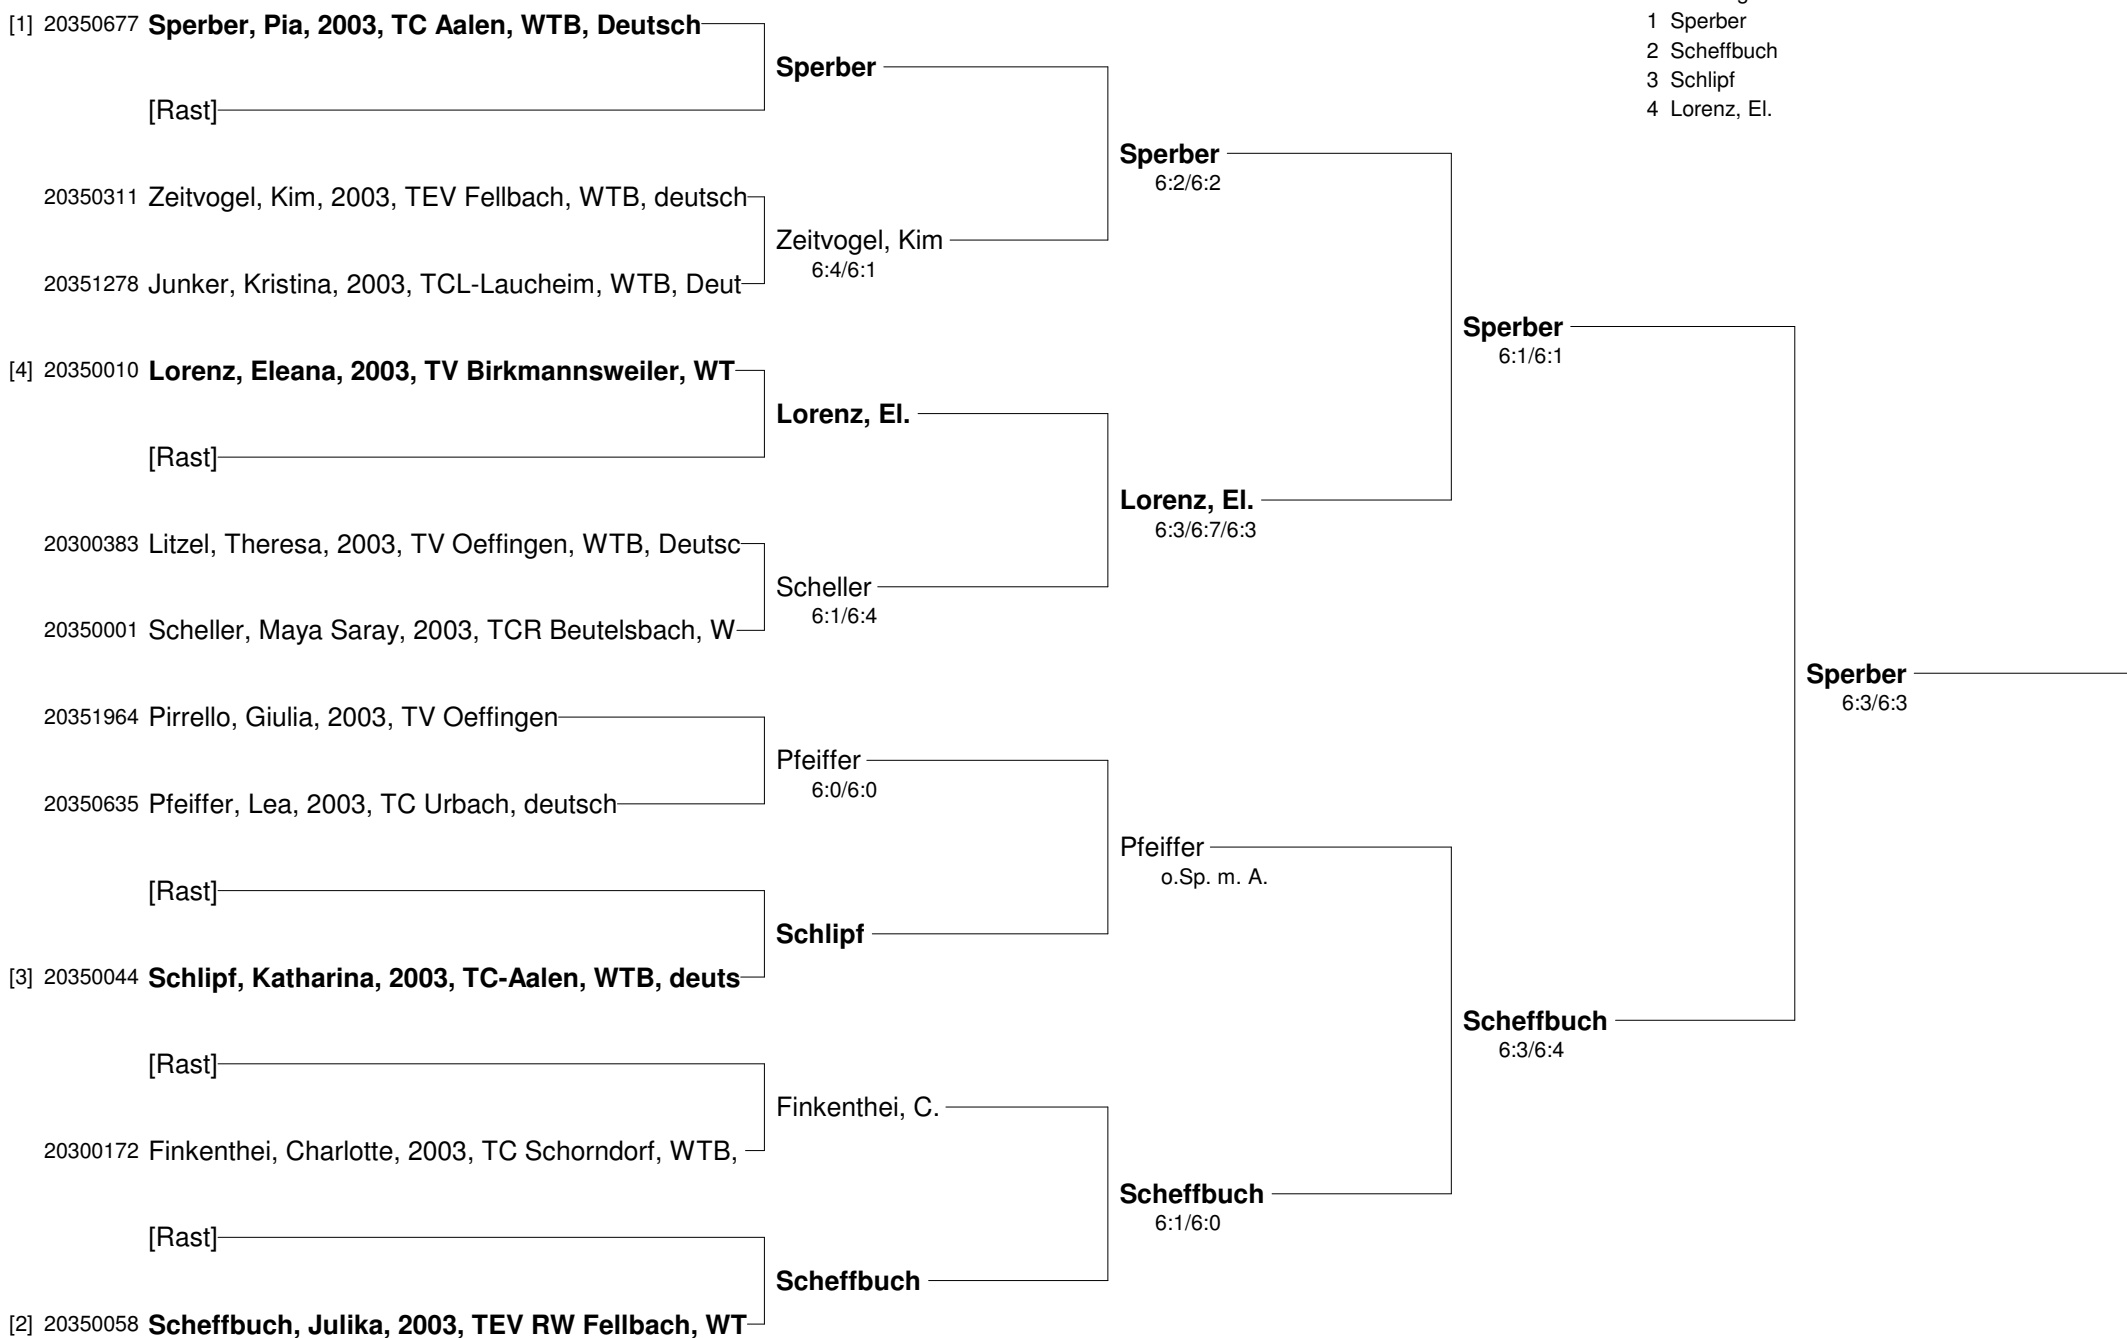 [1] 20350677 Sperber, Pia, 2003, TC Aalen, WTB, Deutsch
[Rast]
20350311 Zeitvogel, Kim, 2003, TEV Fellbach, WTB, deutsch
20351278 Junker, Kristina, 2003, TCL-Laucheim, WTB, Deut
[4] 20350010 Lorenz, Eleana, 2003, TV Birkmannsweiler, WT
[Rast]
20300383 Litzel, Theresa, 2003, TV Oeffingen, WTB, Deutsc
20350001 Scheller, Maya Saray, 2003, TCR Beutelsbach, W
20351964 Pirrello, Giulia, 2003, TV Oeffingen
20350635 Pfeiffer, Lea, 2003, TC Urbach, deutsch
[Rast]
[3] 20350044 Schlipf, Katharina, 2003, TC-Aalen, WTB, deuts
[Rast]
20300172 Finkenthei, Charlotte, 2003, TC Schorndorf, WTB,
[Rast]
[2] 20350058 Scheffbuch, Julika, 2003, TEV RW Fellbach, WT
Sperber
Zeitvogel, Kim
6:4/6:1
Lorenz, El.
Scheller
6:1/6:4
Pfeiffer
6:0/6:0
Schlipf
Finkenthei, C.
Scheffbuch
Sperber
6:2/6:2
Lorenz, El.
6:3/6:7/6:3
Pfeiffer
o.Sp. m. A.
Scheffbuch
6:1/6:0
Sperber
6:1/6:1
Scheffbuch
6:3/6:4
Sperber
6:3/6:3
1 Sperber
2 Scheffbuch
3 Schlipf
4 Lorenz, El.